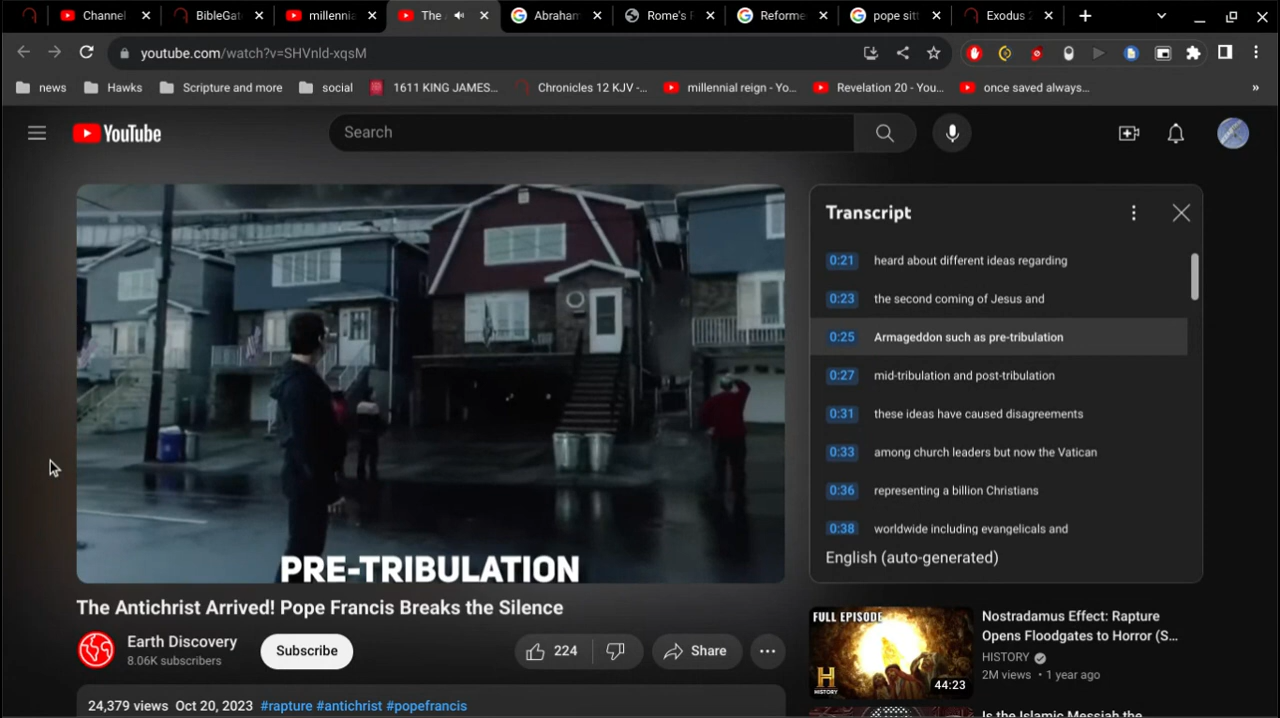 Channel
BibleGat
millennia
The
Abraham
Rome's F
Reforme
pope sitt
Exodus 2
youtube.com/watch?v=SHVnld-xqsM
news
Hawks
Scripture and more
social
1611 KING JAMES...
Chronicles 12 KJV -...
millennial reign - Yo...
Revelation 20 - You...
once saved always...
»
YouTube
Search
Transcript
0:21 heard about different ideas regarding
0:23 the second coming of Jesus and
0:25 Armageddon such as pre-tribulation
0:27 mid-tribulation and post-tribulation
0:31 these ideas have caused disagreements
0:33 among church leaders but now the Vatican
0:36 representing a billion Christians
0:38 worldwide including evangelicals and
English (auto-generated)
PRE-TRIBULATION
The Antichrist Arrived! Pope Francis Breaks the Silence
Earth Discovery
8.06K subscribers
Subscribe
224
Share
24,379 views Oct 20, 2023 #rapture #antichrist #popefrancis
FULL EPISODE
H
HISTORY
44:23
Nostradamus Effect: Rapture
Opens Floodgates to Horror (S...
HISTORY
2M views • 1 year ago
Is the Islamic Messiah the